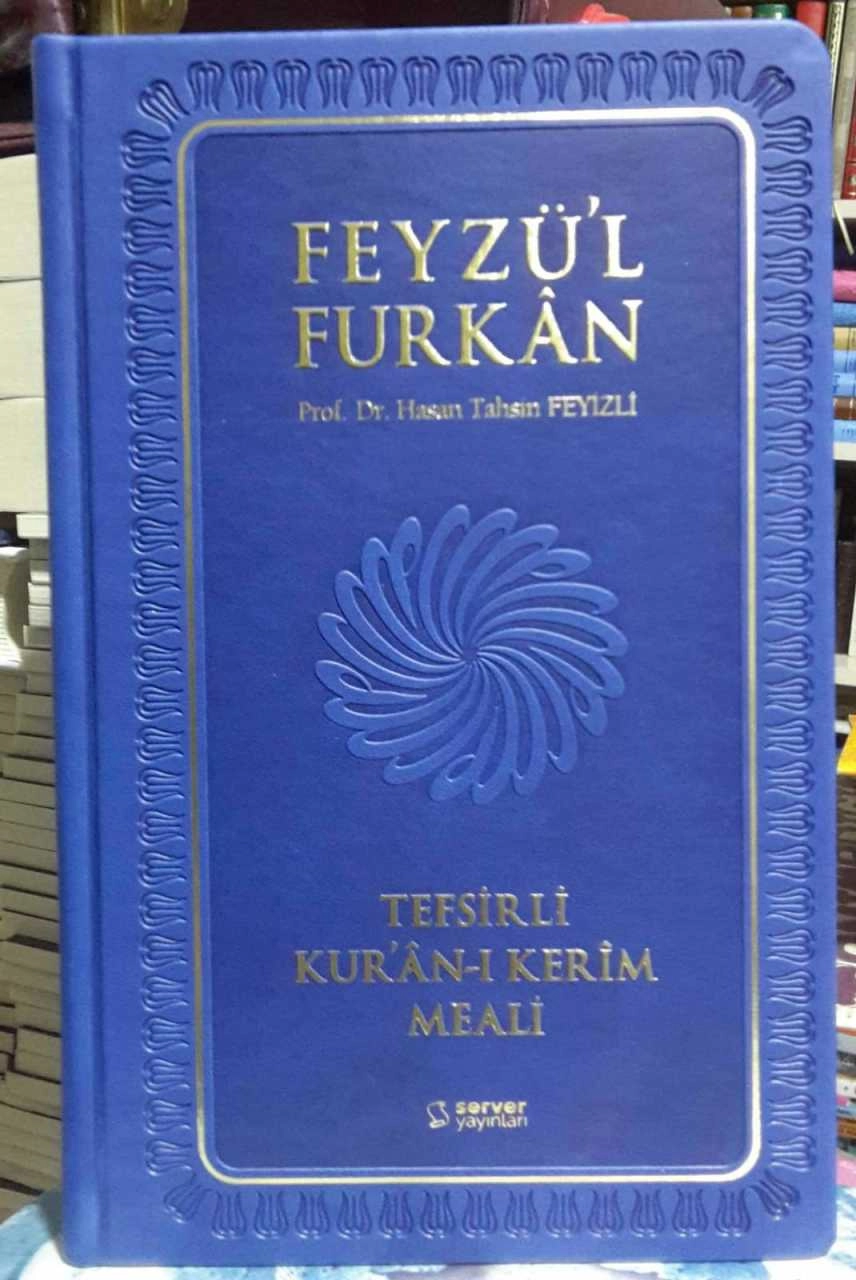 FEYZÜ'L
FURKÂN
Prof. Dr. Hasan Tahsin FEYİZLİ
TEFSİRLİ
KUR'ÂN-I KERÎM
MEALİ
server
yayınları